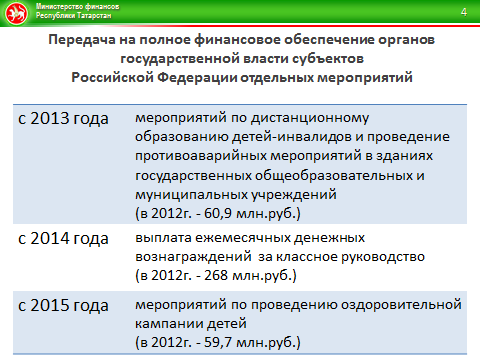 Министерство финансов
Республики Татарстан
4
Передача на полное финансовое обеспечение органов
государственной власти субъектов
Российской Федерации отдельных мероприятий
с 2013 года
мероприятий по дистанционному
образованию детей-инвалидов и проведение
противоаварийных мероприятий в зданиях
государственных общеобразовательных и
муниципальных учреждений
(в 2012г. - 60,9 млн.руб.)
с 2014 года
выплата ежемесячных денежных
вознаграждений за классное руководство
(в 2012г. - 268 млн.руб.)
с 2015 года
мероприятий по проведению оздоровительной
кампании детей
(в 2012г. - 59,7 млн.руб.)